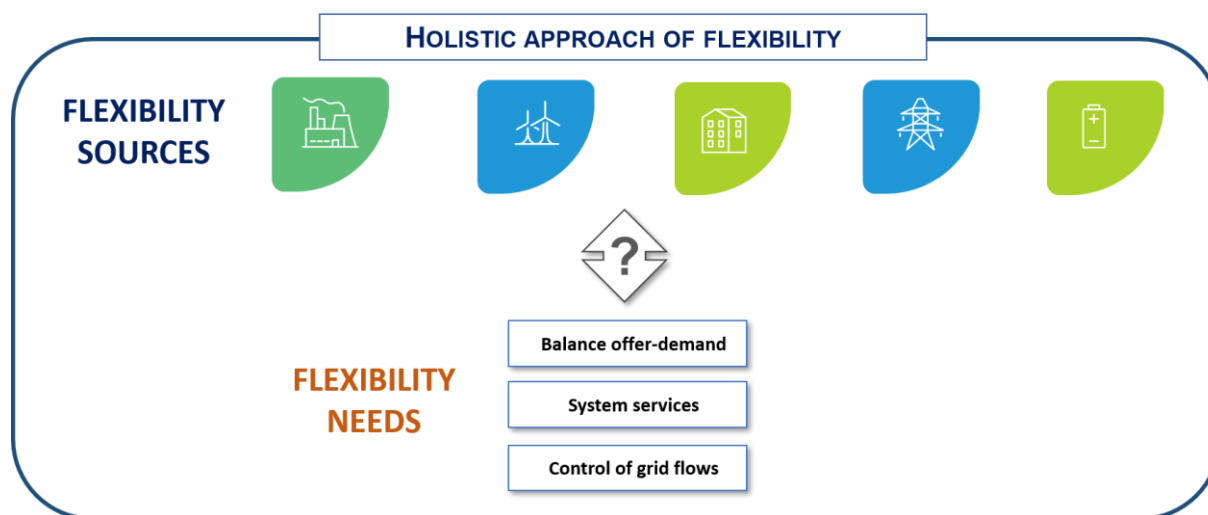 HOLISTIC APPROACH OF FLEXIBILITY
FLEXIBILITY
SOURCES
+
−
?
Balance offer-demand
FLEXIBILITY
NEEDS
System services
Control of grid flows